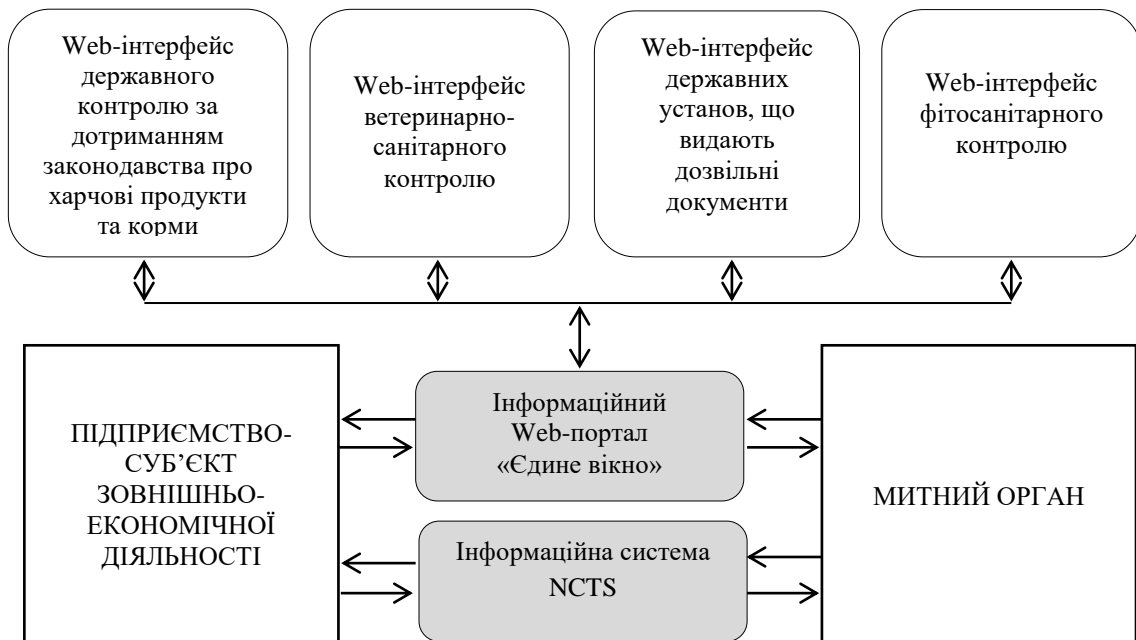 Web-інтерфейс
державного
контролю за
дотриманням
законодавства про
харчові продукти
та корми
Web-інтерфейс
ветеринарно-
санітарного
контролю
Web-інтерфейс
державних
установ, що
видають
дозвільні
документи
Web-інтерфейс
фітосанітарного
контролю
ПІДПРИЄМСТВО-
СУБ’ЄКТ
ЗОВНІШНЬО-
ЕКОНОМІЧНОЇ
ДІЯЛЬНОСТІ
Інформаційний
Web-портал
«Єдине вікно»
Інформаційна система
NCTS
МИТНИЙ ОРГАН